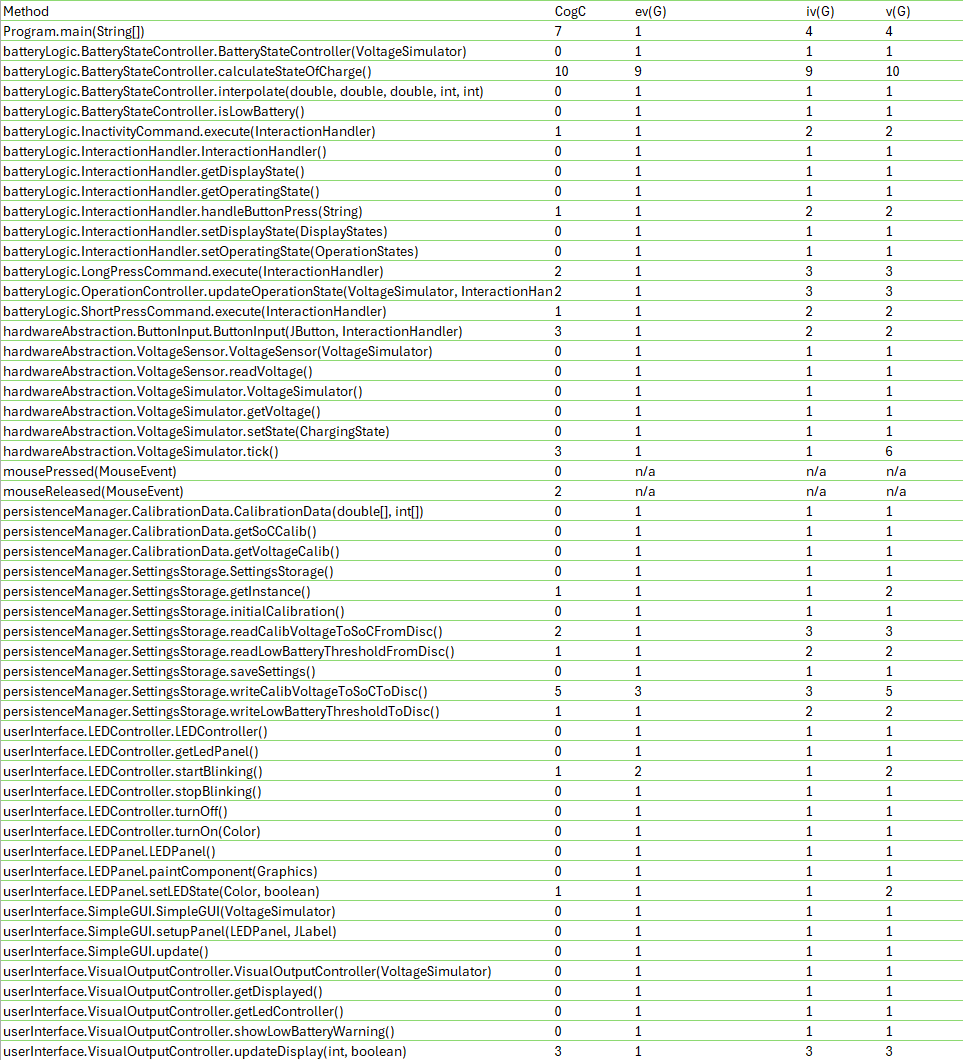 Method CogC ev(G) iv(G) v(G)
Program.main(String[]) 7 1 4 4
batteryLogic.BatteryStateController.BatteryStateController(VoltageSimulator) 0 1 1 1
batteryLogic.BatteryStateController.calculateStateOfCharge() 10 9 9 10
batteryLogic.BatteryStateController.interpolate(double, double, double, int, int) 0 1 1 1
batteryLogic.BatteryStateController.isLowBattery() 0 1 1 1
batteryLogic.InactivityCommand.execute(InteractionHandler) 1 1 2 2
batteryLogic.InteractionHandler.InteractionHandler() 0 1 1 1
batteryLogic.InteractionHandler.getDisplayState() 0 1 1 1
batteryLogic.InteractionHandler.getOperatingState() 0 1 1 1
batteryLogic.InteractionHandler.handleButtonPress(String) 1 1 2 2
batteryLogic.InteractionHandler.setDisplayState(DisplayStates) 0 1 1 1
batteryLogic.InteractionHandler.setOperatingState(OperationStates) 0 1 1 1
batteryLogic.LongPressCommand.execute(InteractionHandler) 2 1 3 3
batteryLogic.OperationController.updateOperationState(VoltageSimulator, InteractionHan 2 1 3 3
batteryLogic.ShortPressCommand.execute(InteractionHandler) 1 1 2 2
hardwareAbstraction.ButtonInput.ButtonInput(JButton, InteractionHandler) 3 1 2 2
hardwareAbstraction.VoltageSensor.VoltageSensor(VoltageSimulator) 0 1 1 1
hardwareAbstraction.VoltageSensor.readVoltage() 0 1 1 1
hardwareAbstraction.VoltageSimulator.VoltageSimulator() 0 1 1 1
hardwareAbstraction.VoltageSimulator.getVoltage() 0 1 1 1
hardwareAbstraction.VoltageSimulator.setState(ChargingState) 0 1 1 1
hardwareAbstraction.VoltageSimulator.tick() 3 1 1 6
mousePressed(MouseEvent) 0 n/a n/a n/a
mouseReleased(MouseEvent) 2 n/a n/a n/a
persistenceManager.CalibrationData.CalibrationData(double[], int[]) 0 1 1 1
persistenceManager.CalibrationData.getSoCCalib() 0 1 1 1
persistenceManager.CalibrationData.getVoltageCalib() 0 1 1 1
persistenceManager.SettingsStorage.SettingsStorage() 0 1 1 1
persistenceManager.SettingsStorage.getInstance() 1 1 1 2
persistenceManager.SettingsStorage.initialCalibration() 0 1 1 1
persistenceManager.SettingsStorage.readCalibVoltageToSoCFromDisc() 2 1 3 3
persistenceManager.SettingsStorage.readLowBatteryThresholdFromDisc() 1 1 2 2
persistenceManager.SettingsStorage.saveSettings() 0 1 1 1
persistenceManager.SettingsStorage.writeCalibVoltageToSoCToDisc() 5 3 3 5
persistenceManager.SettingsStorage.writeLowBatteryThresholdToDisc() 1 1 2 2
userInterface.LEDController.LEDController() 0 1 1 1
userInterface.LEDController.getLedPanel() 0 1 1 1
userInterface.LEDController.startBlinking() 1 2 1 2
userInterface.LEDController.stopBlinking() 0 1 1 1
userInterface.LEDController.turnOff() 0 1 1 1
userInterface.LEDController.turnOn(Color) 0 1 1 1
userInterface.LEDPanel.LEDPanel() 0 1 1 1
userInterface.LEDPanel.paintComponent(Graphics) 0 1 1 1
userInterface.LEDPanel.setLEDState(Color, boolean) 1 1 1 2
userInterface.SimpleGUI.SimpleGUI(VoltageSimulator) 0 1 1 1
userInterface.SimpleGUI.setupPanel(LEDPanel, JLabel) 0 1 1 1
userInterface.SimpleGUI.update() 0 1 1 1
userInterface.VisualOutputController.VisualOutputController(VoltageSimulator) 0 1 1 1
userInterface.VisualOutputController.getDisplayed() 0 1 1 1
userInterface.VisualOutputController.getLedController() 0 1 1 1
userInterface.VisualOutputController.showLowBatteryWarning() 0 1 1 1
userInterface.VisualOutputController.updateDisplay(int, boolean) 3 1 3 3